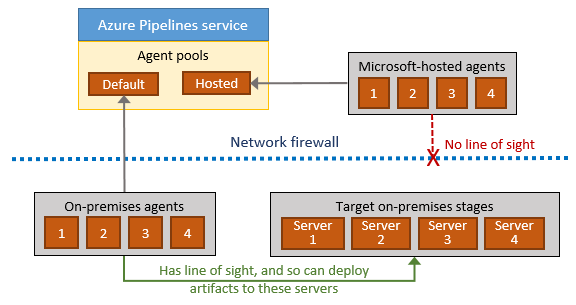 Azure Pipelines service
Agent pools
Default
Hosted
Microsoft-hosted agents
1
2
3
4
No line of sight
Network firewall
On-premises agents
1
2
3
4
Target on-premises stages
Server
1
Server
2
Server
3
Server
4
Has line of sight, and so can deploy
artifacts to these servers